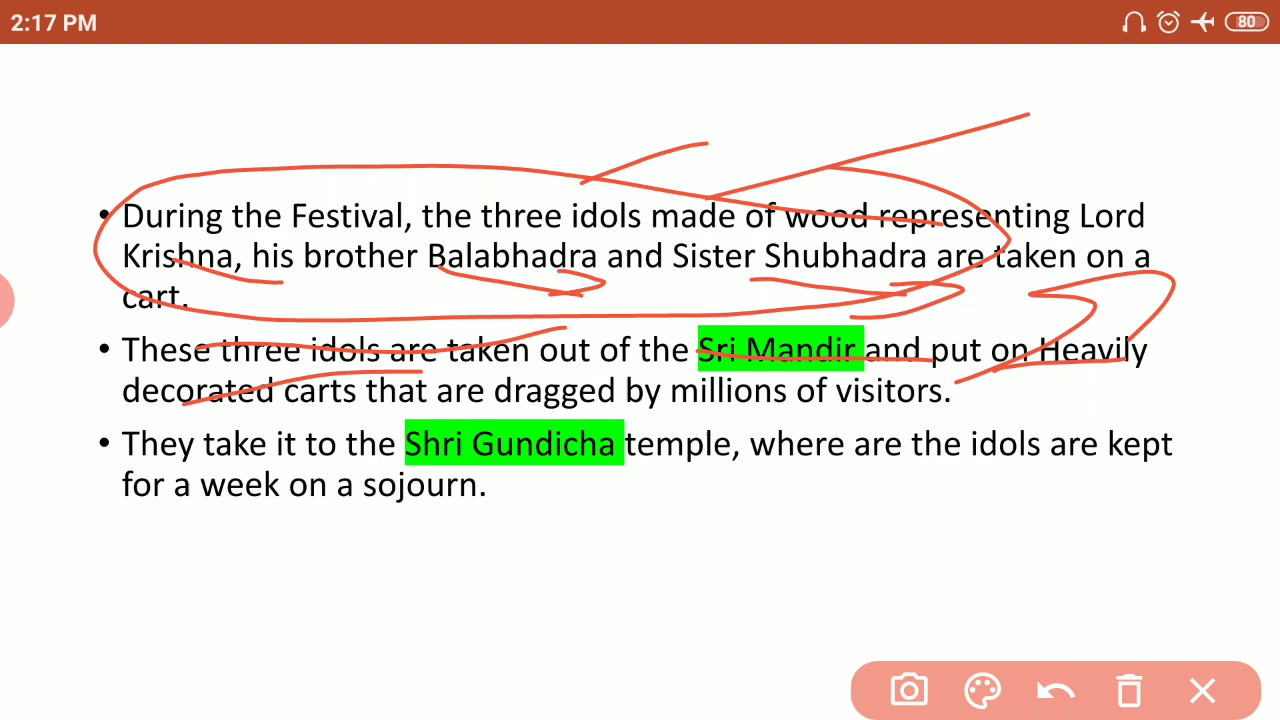 2:17 PM
80
• During the Festival, the three idols made of wood representing Lord
Krishna, his brother Balabhadra and Sister Shubhadra are taken on a
cart.
• These three idols are taken out of the Sri Mandir and put on Heavily
decorated carts that are dragged by millions of visitors.
• They take it to the Shri Gundicha temple, where are the idols are kept
for a week on a sojourn.